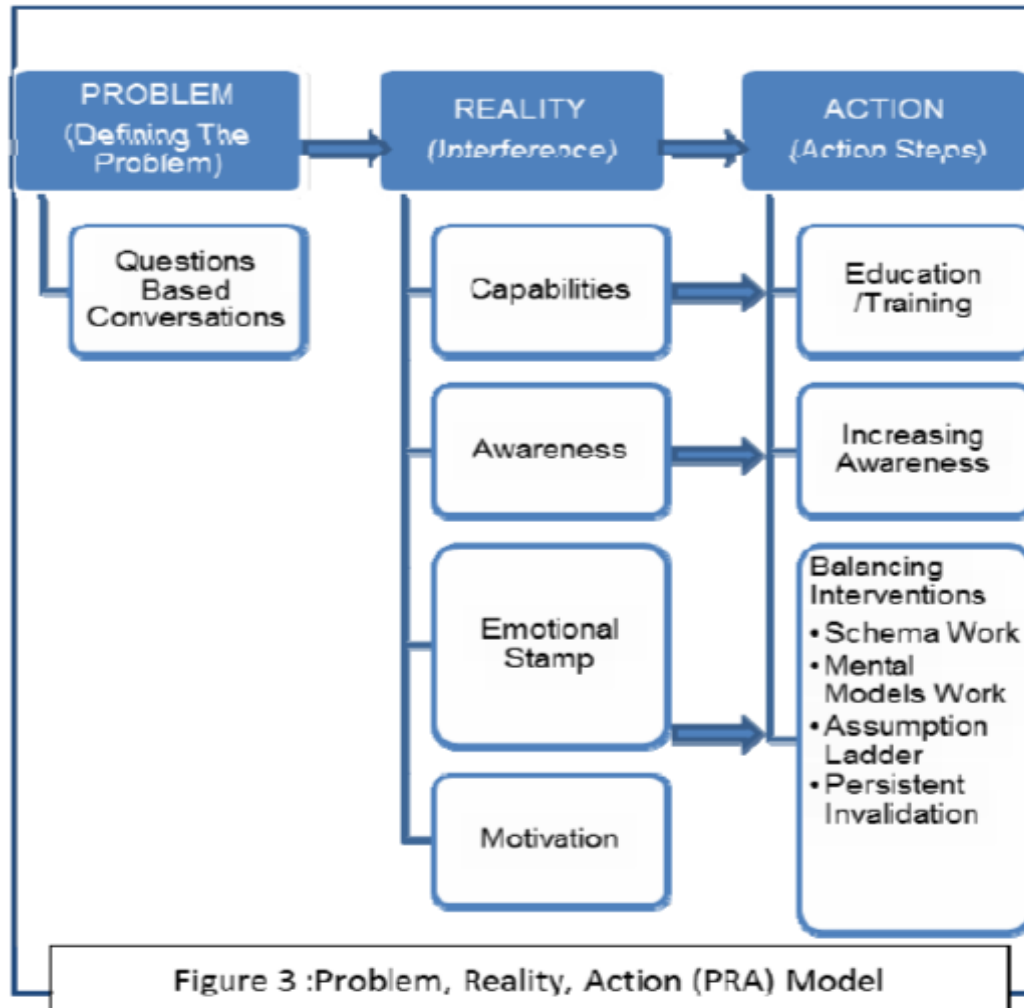 PROBLEM
(Defining The
Problem)
Questions
Based
Conversations
REALITY
(Interference)
Capabilities
Awareness
Emotional
Stamp
Motivation
ACTION
(Action Steps)
Education
/Training
Increasing
Awareness
Balancing
Interventions
• Schema Work
• Mental
Models Work
• Assumption
Ladder
• Persistent
Invalidation
Figure 3 :Problem, Reality, Action (PRA) Model